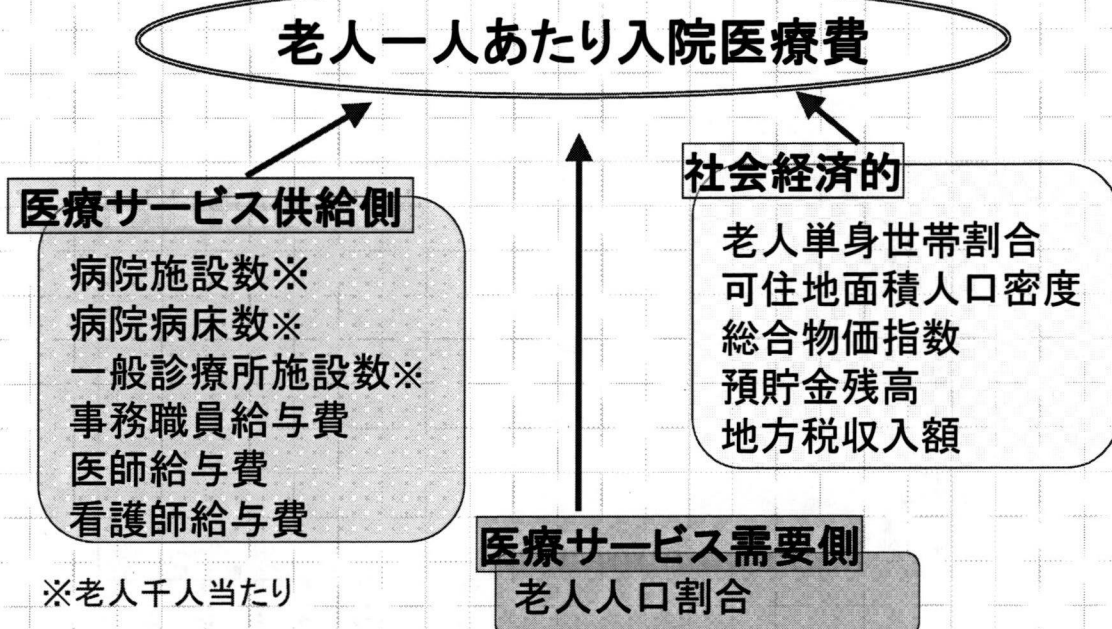 老人一人あたり入院医療費
医療サービス供給側
病院施設数※
病院病床数※
一般診療所施設数※
事務職員給与費
医師給与費
看護師給与費
※老人千人当たり
社会経済的
老人単身世帯割合
可住地面積人口密度
総合物価指数
預貯金残高
地方税収入額
医療サービス需要側
老人人口割合